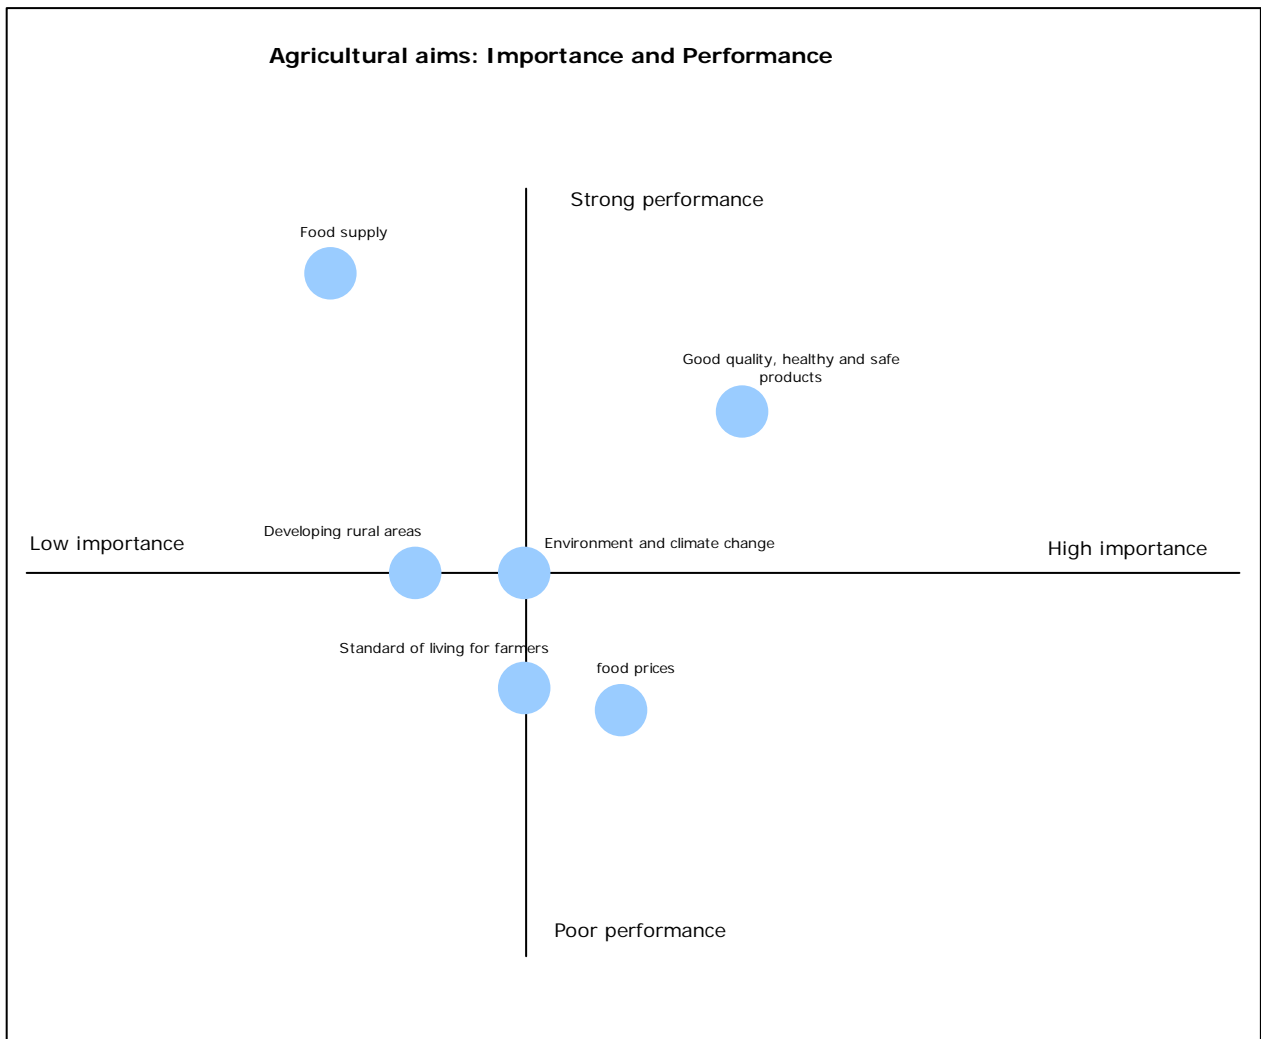 Agricultural aims: Importance and Performance
Strong performance
Food supply
Good quality, healthy and safe
products
Developing rural areas
Low importance
Environment and climate change
High importance
Standard of living for farmers
food prices
Poor performance